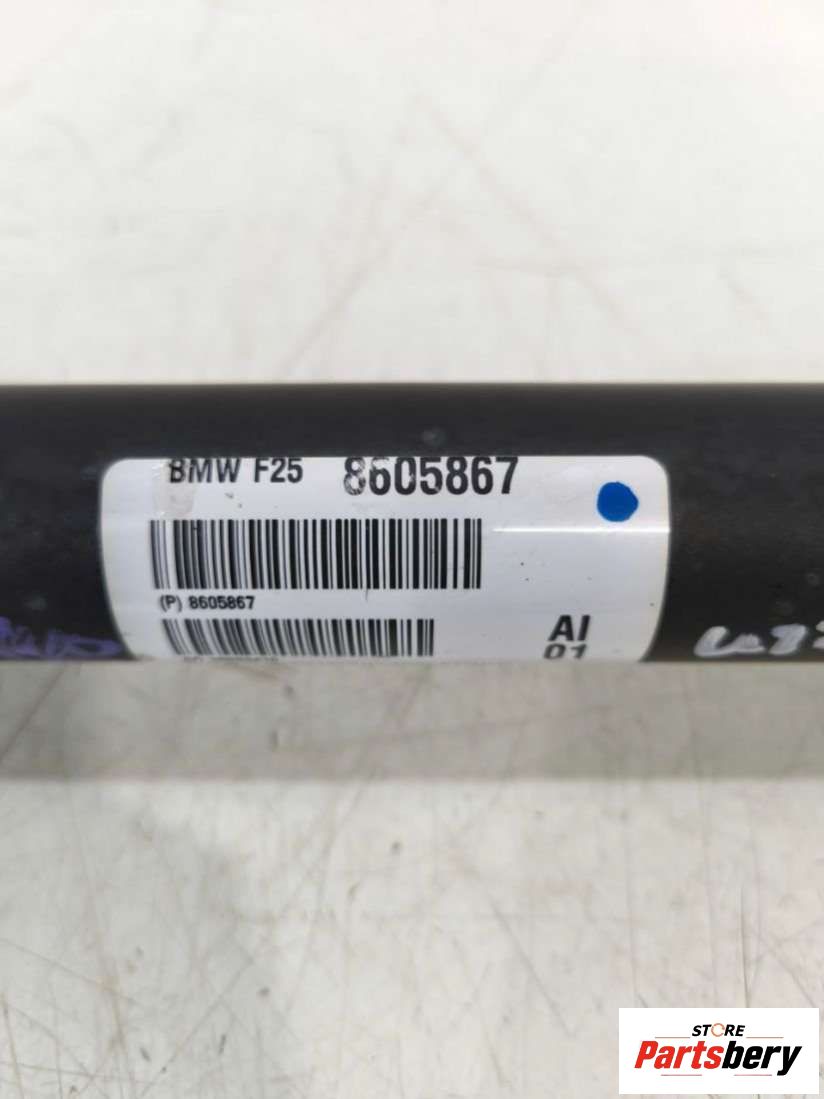 BMW F25 8605867
(P) 8605867
AI
01
STORE
Partsbery